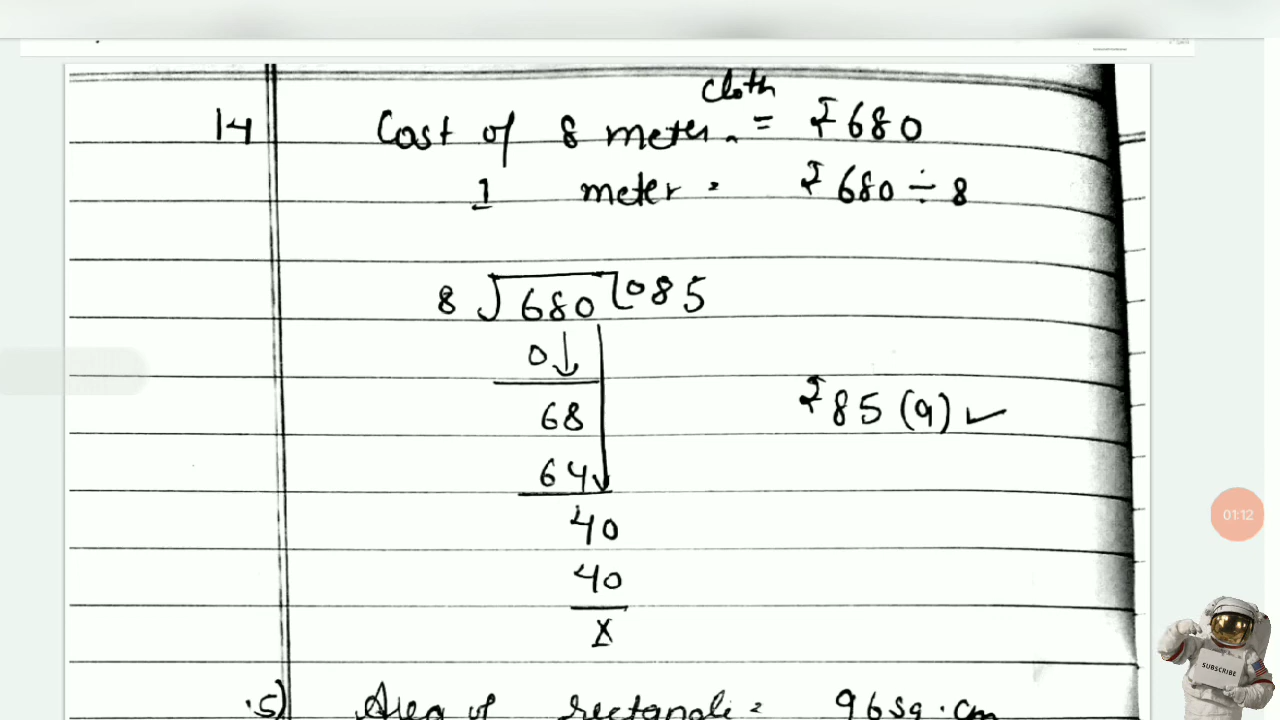 cloth
14 Cost of 8 meter. = ₹680
1 meter = ₹680 ÷ 8
8 680 085
0
68
64
₹85 (a) ✓
40
40
X
01:12
SUBSCRIBE
.5) Area of rectangle = 96 sq. cm